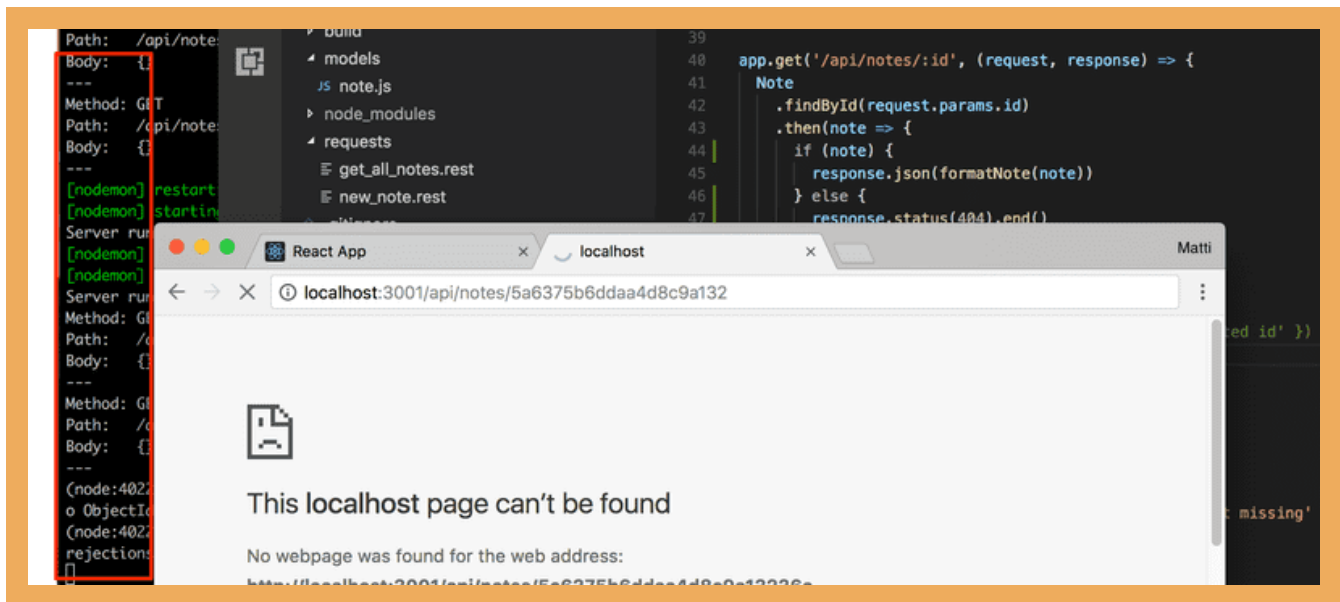 Path: /api/note
Body: {}
---
Method: GET
Path: /api/note
Body: {}
---
[nodemon] restart
[nodemon] starting
Server run
[nodemon]
[nodemon]
Server run
Method: GE
Path:
Body: {}
---
Method: GE
Path:
Body: {}
---
(node:4022
o ObjectId
(node:4022
rejections
build
models
JS note.js
node_modules
requests
get_all_notes.rest
new_note.rest
.gitignore
39
40 app.get('/api/notes/:id', (request, response) => {
41 Note
42 .findById(request.params.id)
43 .then(note => {
44 if (note) {
45 response.json(formatNote(note))
46 } else {
47 response.status(404).end()
ted id' })
missing'
React App
localhost
Matti
localhost:3001/api/notes/5a6375b6ddaa4d8c9a132
This localhost page can't be found
No webpage was found for the web address: